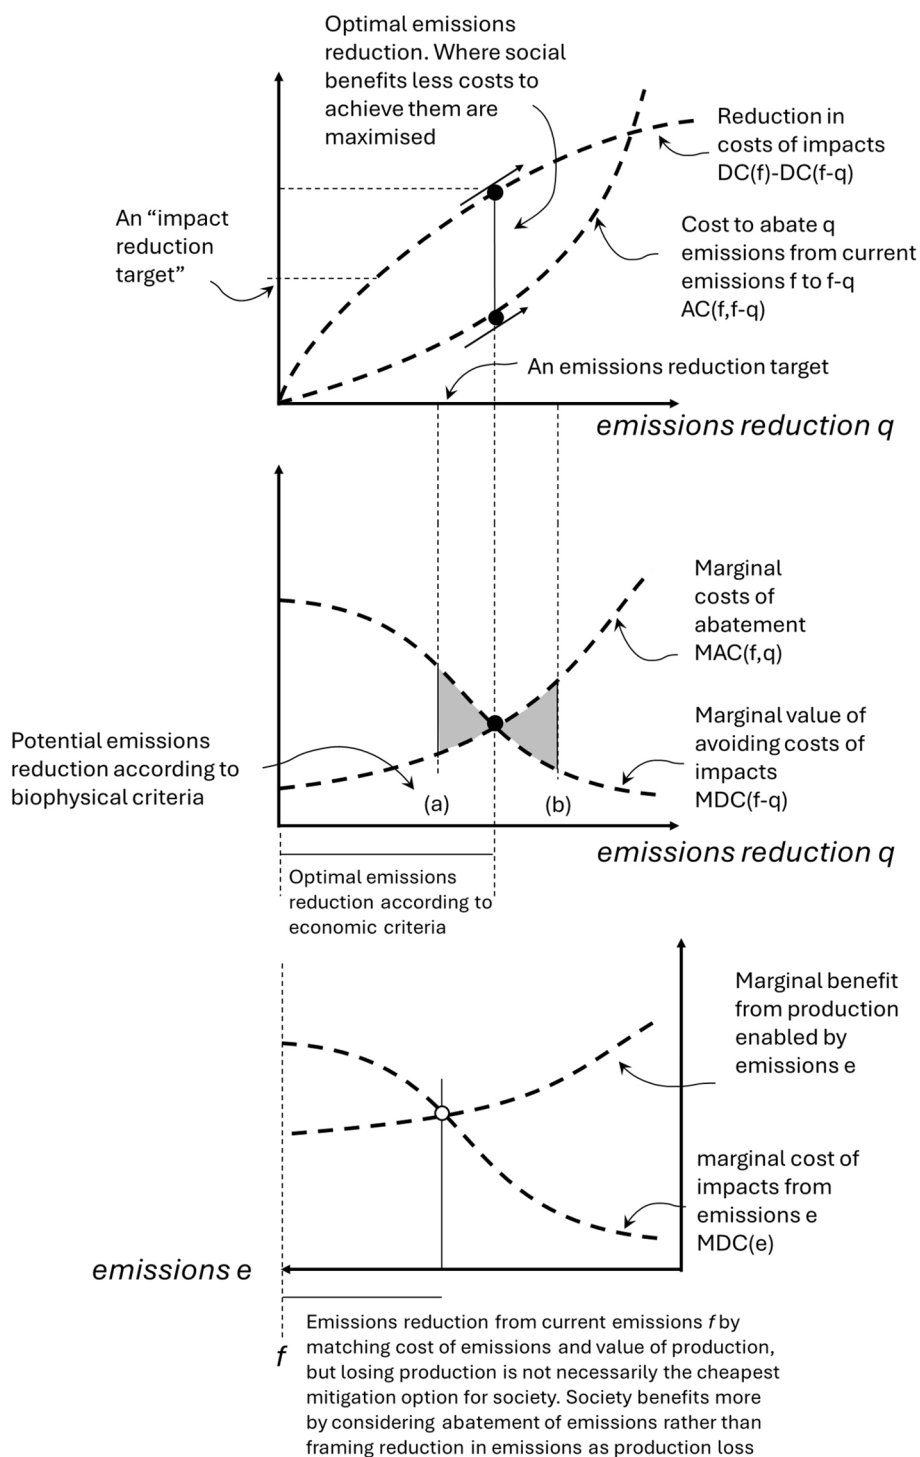 Optimal emissions
reduction. Where social
benefits less costs to
achieve them are
maximised
Reduction in
costs of impacts
DC(f)-DC(f-q)
An “impact
reduction
target”
Cost to abate q
emissions from current
emissions f to f-q
AC(f,f-q)
An emissions reduction target
emissions reduction q
Marginal
costs of
abatement
MAC(f,q)
Marginal value of
avoiding costs of
impacts
MDC(f-q)
Potential emissions
reduction according to
biophysical criteria
(a)
(b)
emissions reduction q
Optimal emissions
reduction according to
economic criteria
Marginal benefit
from production
enabled by
emissions e
marginal cost of
impacts from
emissions e
MDC(e)
emissions e
f
Emissions reduction from current emissions f by
matching cost of emissions and value of production,
but losing production is not necessarily the cheapest
mitigation option for society. Society benefits more
by considering abatement of emissions rather than
framing reduction in emissions as production loss